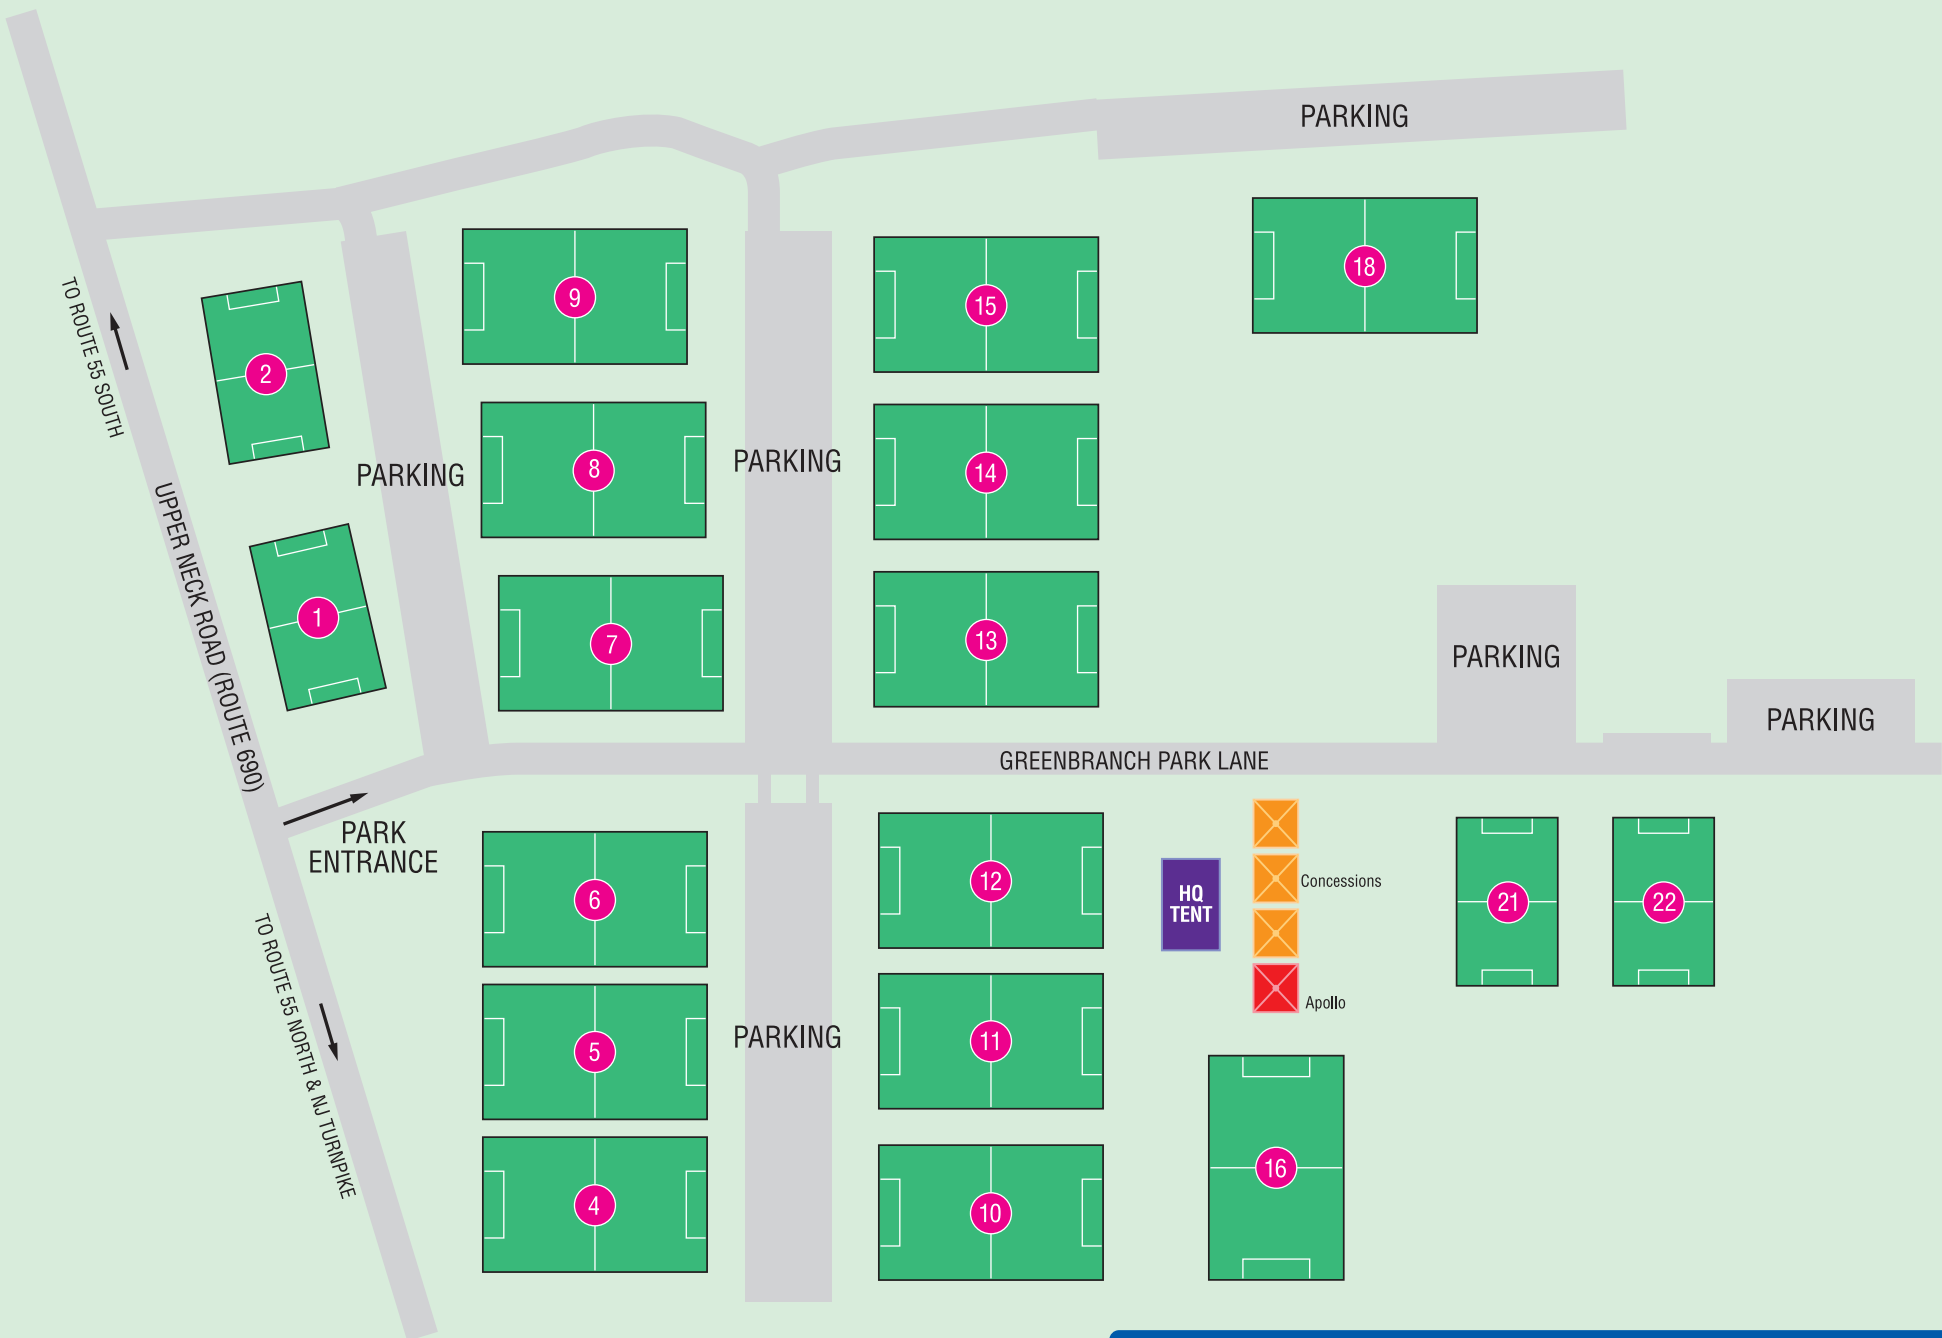 PARKING
18
9
15
2
TO ROUTE 55 SOUTH
8
PARKING
14
PARKING
UPPER NECK ROAD (ROUTE 690)
1
7
13
PARKING
PARKING
GREENBRANCH PARK LANE
PARK
ENTRANCE
6
12
HQ
TENT
Concessions
21
22
TO ROUTE 55 NORTH & NJ TURNPIKE
5
PARKING
11
Apollo
4
10
16